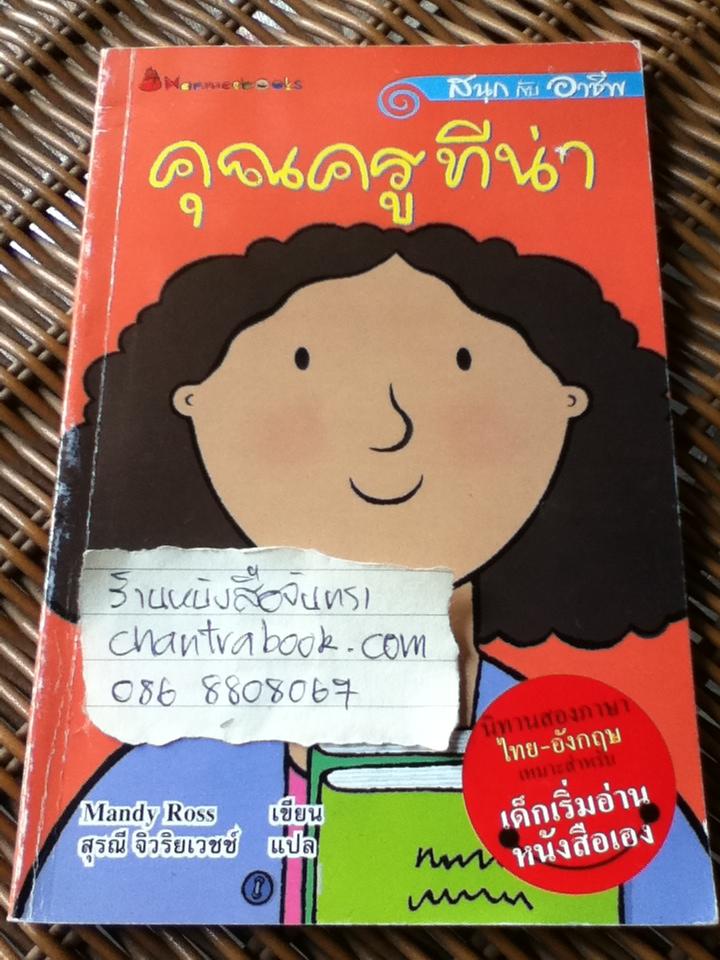 Nanmeebooks
สนุก กับ อาชีพ
คุณครูทีน่า
ร้านหนังสือจันทรา
chantrabook.com
086 8808067
นิทานสองภาษา
ไทย-อังกฤษ
เหมาะสำหรับ
เด็กเริ่มอ่าน
หนังสือเอง
Mandy Ross เขียน
สุรณี จิวริยเวชช์ แปล